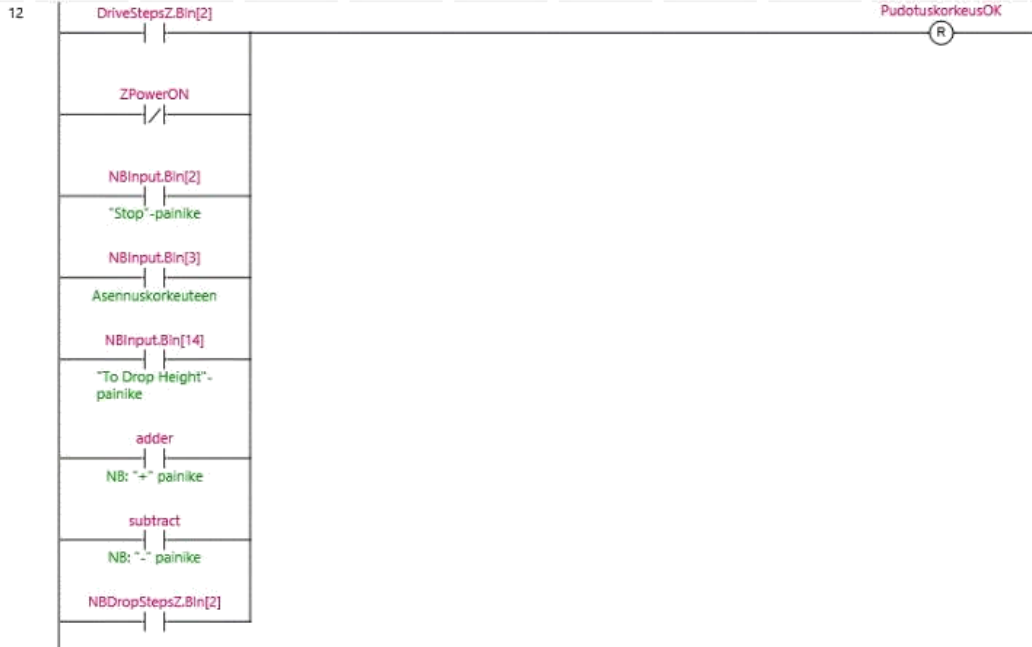 12
DriveStepsZ.BIn[2]
PudotuskorkeusOK
R
ZPowerON
NBInput.BIn[2]
"Stop"-painike
NBInput.BIn[3]
Asennuskorkeuteen
NBInput.BIn[14]
"To Drop Height"-
painike
adder
NB: "+" painike
subtract
NB: "-" painike
NBDropStepsZ.BIn[2]